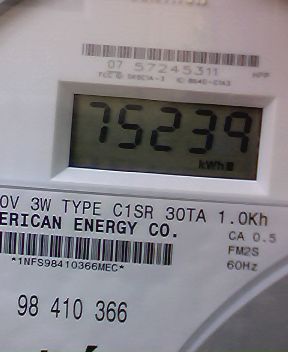 07 57245311
75239
kWh
0V 3W TYPE C1SR 30TA 1.0Kh
ERICAN ENERGY CO.
CA 0.5
FM2S
*1NFS98410366MEC*
60Hz
98 410 366